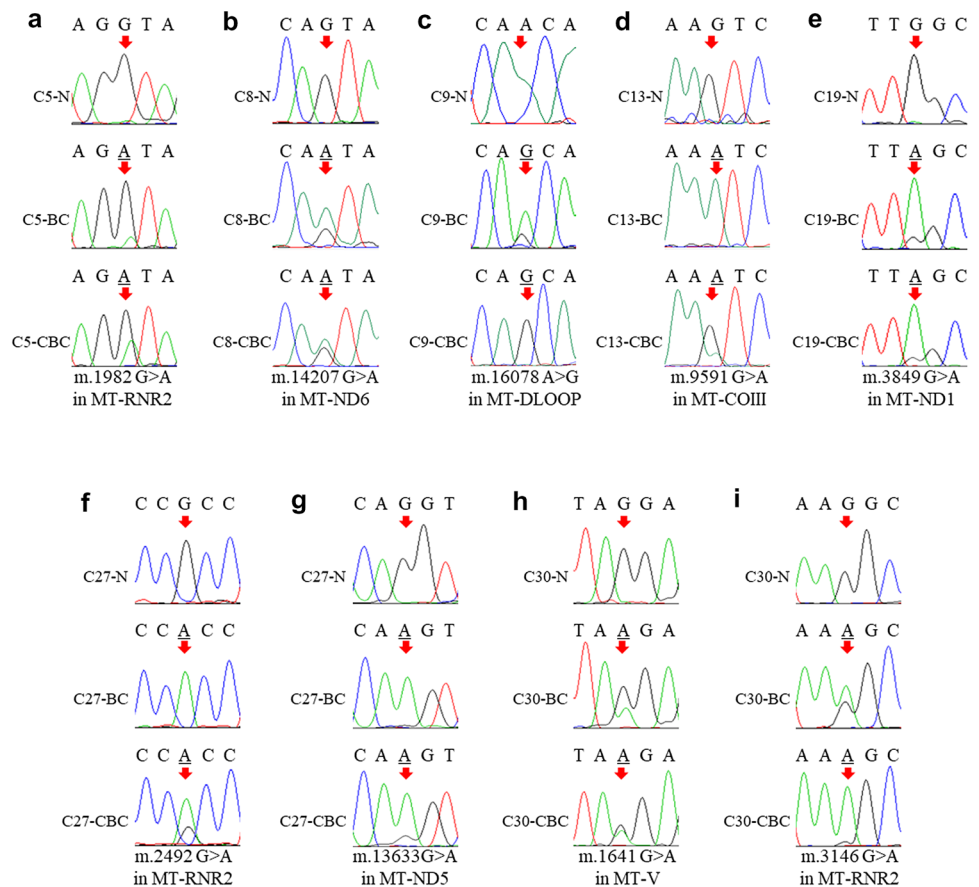 a b c d e
A G G T A C A G T A C A A C A A A G T C T T G G C
C5-N C8-N C9-N C13-N C19-N
A G A T A C A A T A C A G C A A A A T C T T A G C
C5-BC C8-BC C9-BC C13-BC C19-BC
A G A T A C A A T A C A G C A A A A T C T T A G C
C5-CBC C8-CBC C9-CBC C13-CBC C19-CBC
m.1982 G>A m.14207 G>A m.16078 A>G m.9591 G>A m.3849 G>A
in MT-RNR2 in MT-ND6 in MT-DLOOP in MT-COIII in MT-ND1
f g h i
C C G C C C A G G T T A G G A A A G G C
C27-N C27-N C30-N C30-N
C C A C C C A A G T T A A G A A A A G C
C27-BC C27-BC C30-BC C30-BC
C C A C C C A A G T T A A G A A A A G C
C27-CBC C27-CBC C30-CBC C30-CBC
m.2492 G>A m.13633G>A m.1641 G>A m.3146 G>A
in MT-RNR2 in MT-ND5 in MT-V in MT-RNR2